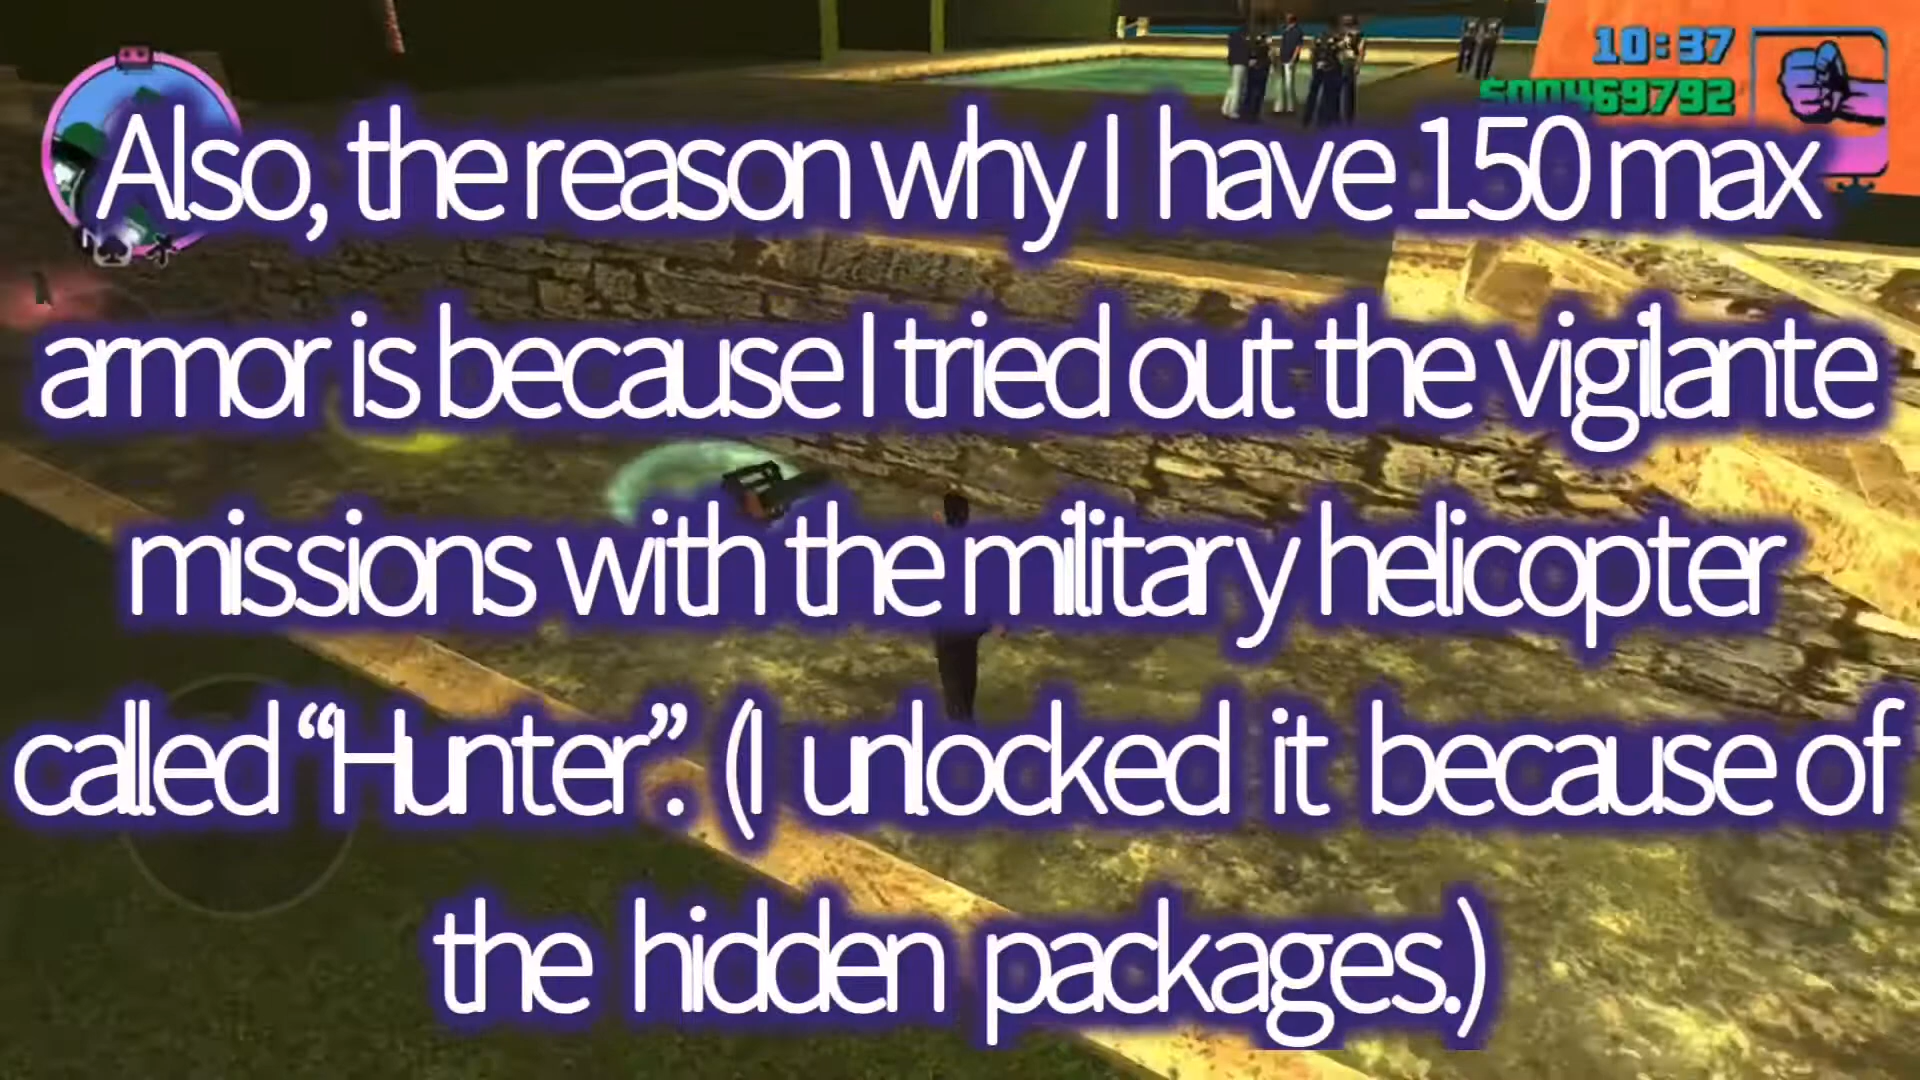 10:37
$00469792
Also, the reason why I have 150 max
armor is because I tried out the vigilante
missions with the military helicopter
called “Hunter”. (I unlocked it because of
the hidden packages.)